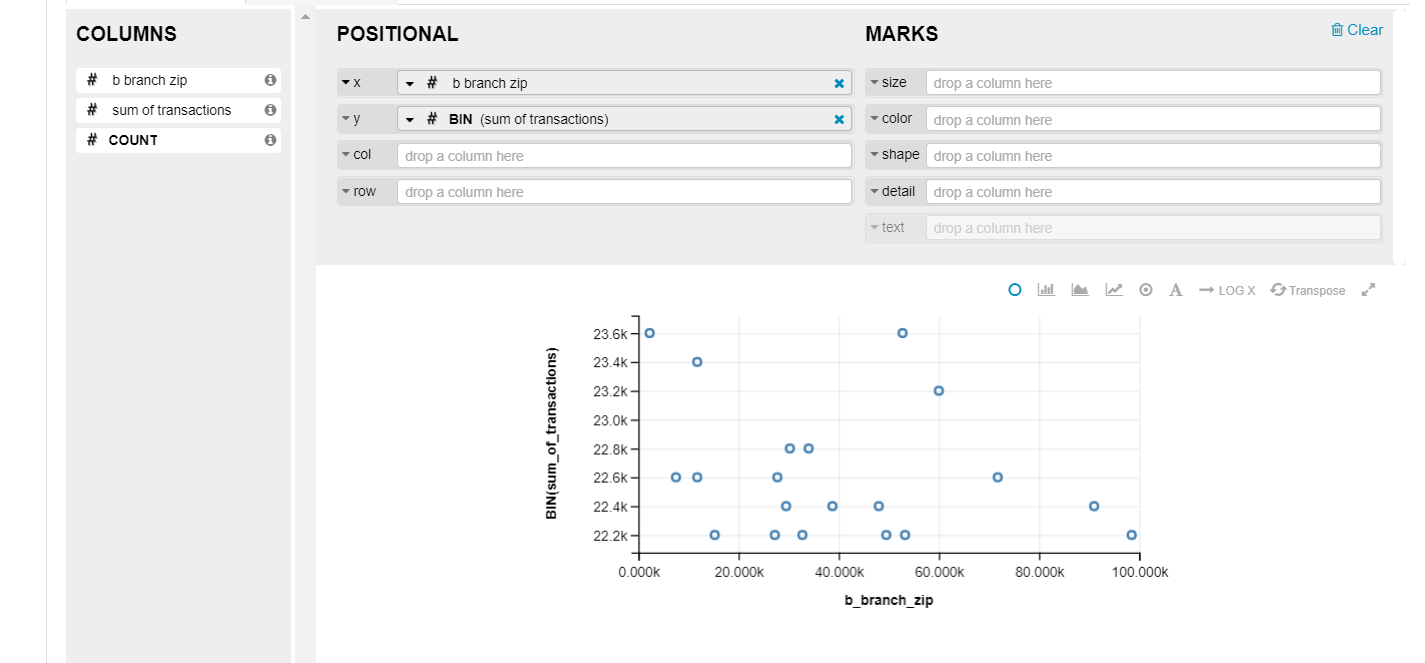 COLUMNS
# b branch zip
# sum of transactions
# COUNT
POSITIONAL
x # b branch zip
y # BIN (sum of transactions)
col drop a column here
row drop a column here
MARKS
Clear
size drop a column here
color drop a column here
shape drop a column here
detail drop a column here
text drop a column here
A LOG X Transpose
BIN(sum_of_transactions)
23.6k
23.4k
23.2k
23.0k
22.8k
22.6k
22.4k
22.2k
0.000k 20.000k 40.000k 60.000k 80.000k 100.000k
b_branch_zip